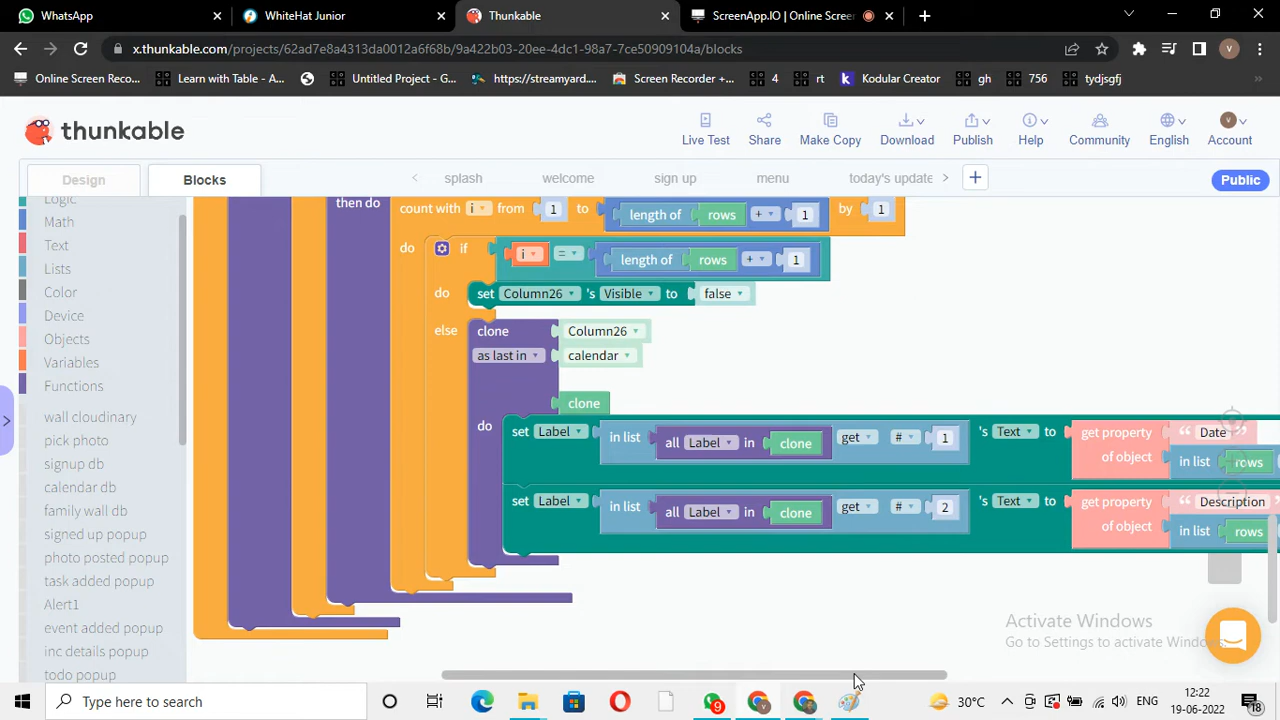 WhatsApp
WhiteHat Junior
Thunkable
ScreenApp.IO | Online Scree
x.thunkable.com/projects/62ad7e8a4313da0012a6f68b/9a422b03-20ee-4dc1-98a7-7ce50909104a/blocks
V
Online Screen Reco...
Learn with Table - A...
Untitled Project - G...
https://streamyard....
Screen Recorder -...
4
rt
Kodular Creator
gh
756
tydjsgfj
»
thunkable
Live Test
Share
Make Copy
Download
Publish
Help
Community
English
Account
Design
Blocks
splash
welcome
sign up
menu
today's update
Public
Logic
Math
Text
Lists
Color
Device
Objects
Variables
Functions
wall cloudinary
pick photo
signup db
calendar db
family wall db
signed up popup
photo posted popup
task added popup
Alert1
event added popup
inc details popup
todo popup
then do
count with i from 1 to length of rows + 1 by 1
do if i = length of rows + 1
do set Column26 's Visible to false
else clone Column26
as last in calendar
clone
do set Label in list all Label in clone get # 1 's Text to get property “ Date ”
of object in list rows
set Label in list all Label in clone get # 2 's Text to get property “ Description
of object in list rows
Activate Windows
Go to Settings to activate Windows.
Type here to search
9
30°C
ENG
12:22
19-06-2022
18